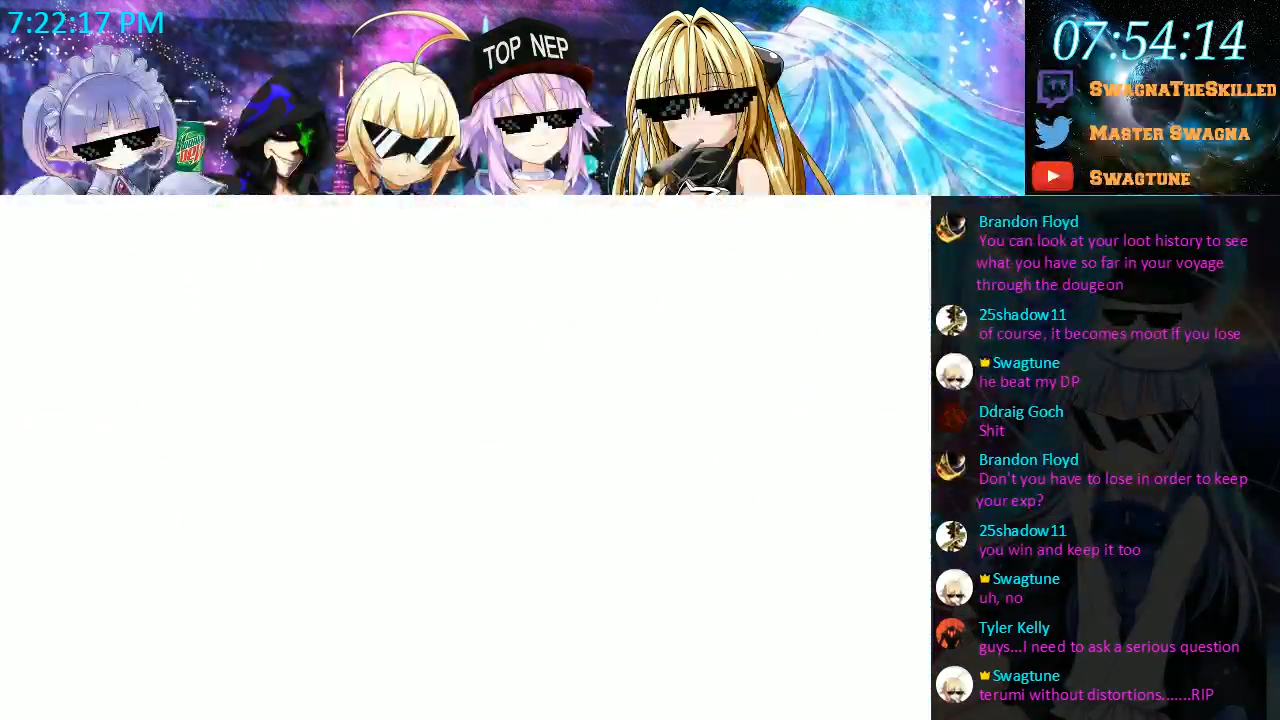 7:22:17 PM
TOP NEP
07:54:14
SwagnaTheSkilled
Master Swagna
Swagtune
Brandon Floyd
You can look at your loot history to see
what you have so far in your voyage
through the dougeon
25shadow11
of course, it becomes moot if you lose
Swagtune
he beat my DP
Ddraig Goch
Shit
Brandon Floyd
Don't you have to lose in order to keep
your exp?
25shadow11
you win and keep it too
Swagtune
uh, no
Tyler Kelly
guys...I need to ask a serious question
Swagtune
terumi without distortions.......RIP